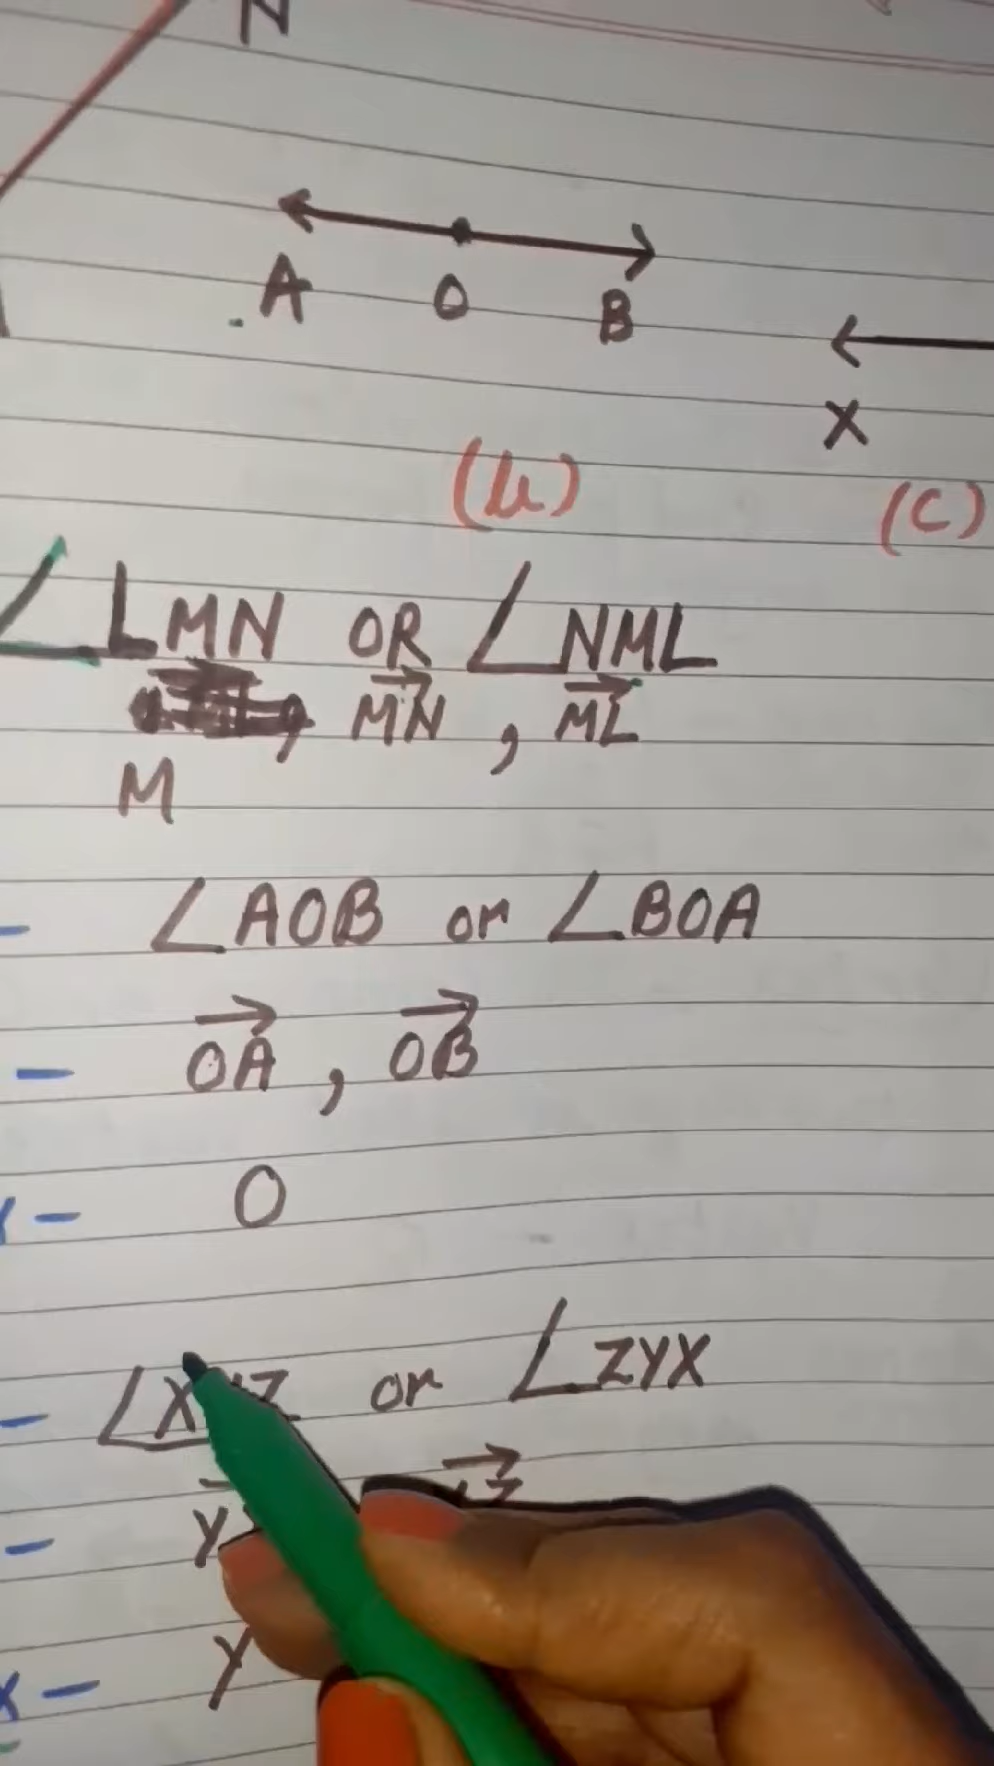 N
A O B
X
(b)
(c)
∠LMN OR ∠NML
MN, ML
M
- ∠AOB or ∠BOA
- OA, OB
- O
- or ∠ZYX
- Y
x - Y